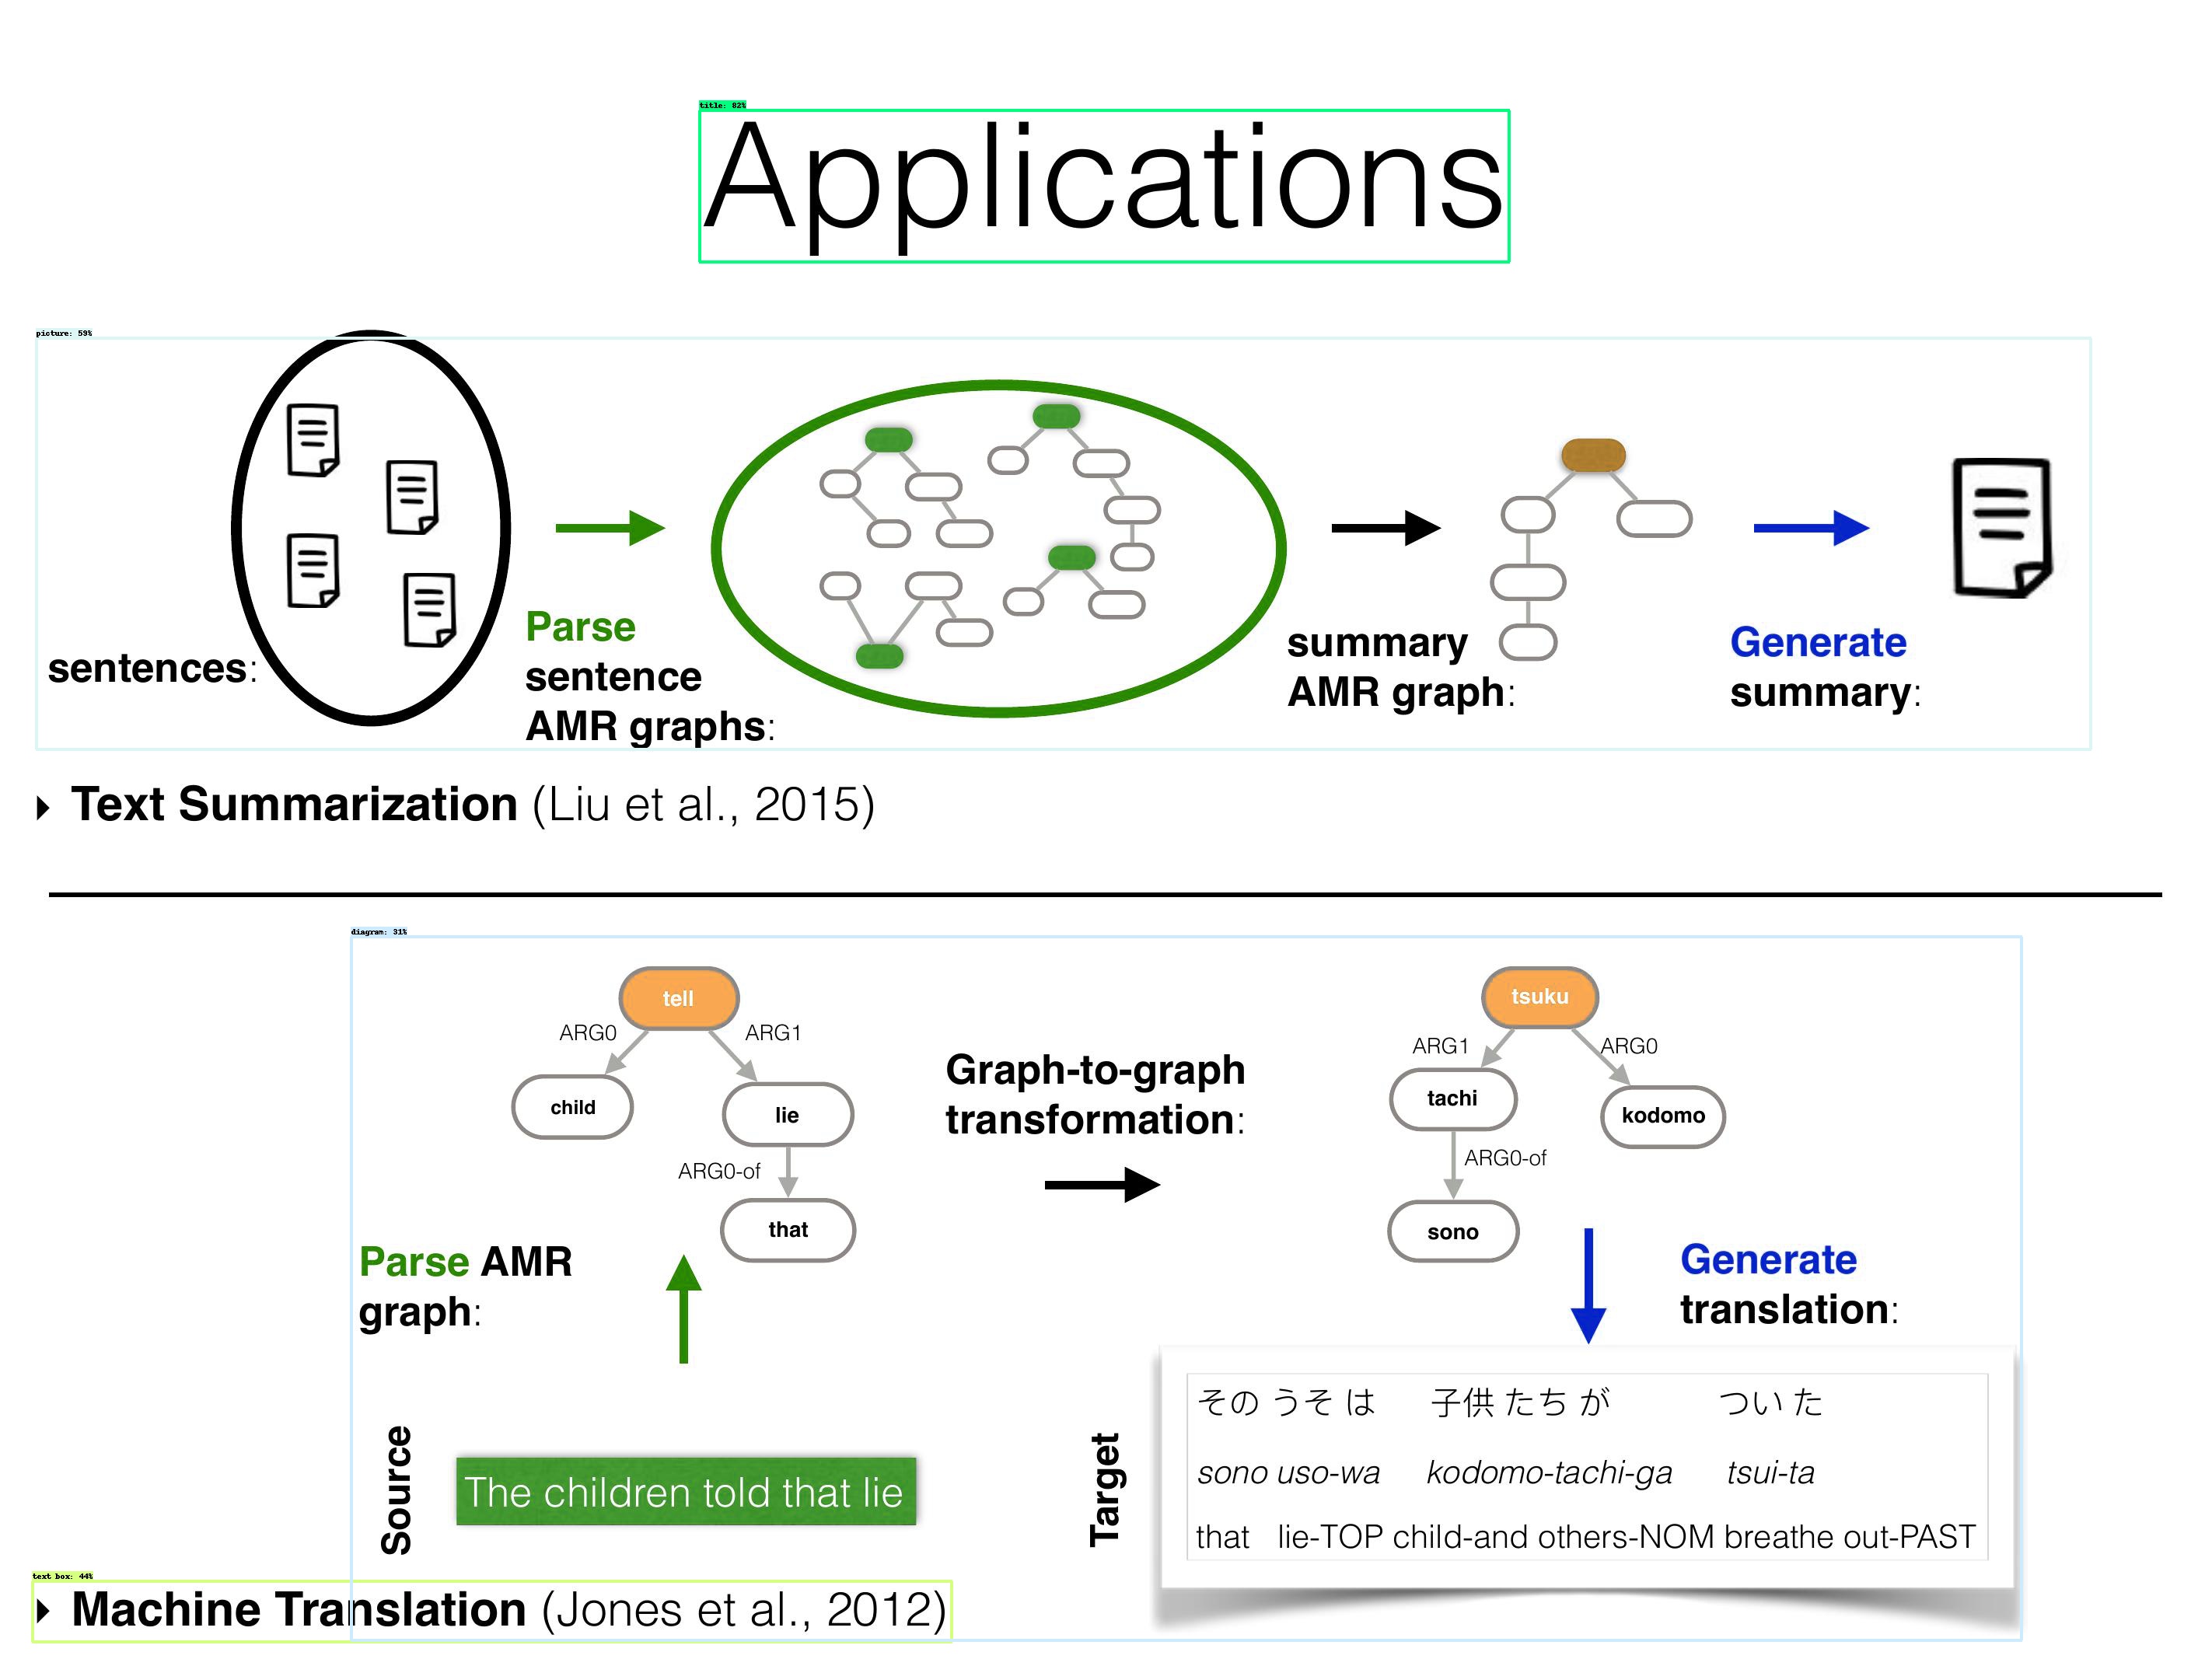 title: 82%
Applications
picture: 59%
sentences:
Parse
sentence
AMR graphs:
summary
AMR graph:
Generate
summary:
‣ Text Summarization (Liu et al., 2015)
diagram: 31%
tell
ARG0
ARG1
child
lie
ARG0-of
that
Parse AMR
graph:
Graph-to-graph
transformation:
tsuku
ARG1
ARG0
tachi
kodomo
ARG0-of
sono
Generate
translation:
Source
The children told that lie
Target
その うそ は 子供 たち が つい た
sono uso-wa kodomo-tachi-ga tsui-ta
that lie-TOP child-and others-NOM breathe out-PAST
text box: 44%
‣ Machine Translation (Jones et al., 2012)